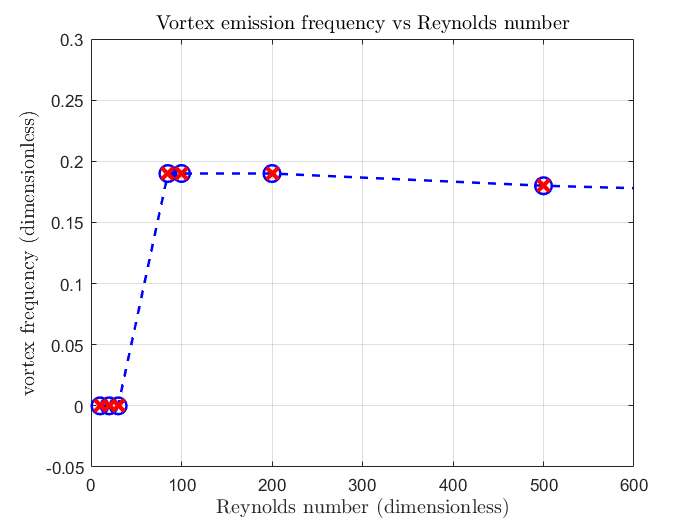 Vortex emission frequency vs Reynolds number
0.3
0.25
0.2
0.15
0.1
0.05
0
-0.05
vortex frequency (dimensionless)
0 100 200 300 400 500 600
Reynolds number (dimensionless)